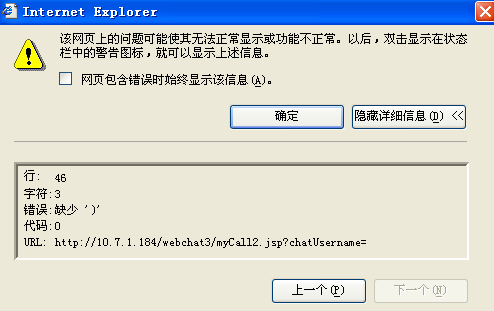 Internet Explorer
该网页上的问题可能使其无法正常显示或功能不正常。以后，双击显示在状态
栏中的警告图标，就可以显示上述信息。
网页包含错误时始终显示该信息(A)。
确定
隐藏详细信息(D) <<
行: 46
字符:3
错误:缺少 ')'
代码:0
URL: http://10.7.1.184/webchat3/myCall2.jsp?chatUsername=
上一个(P)
下一个(N)